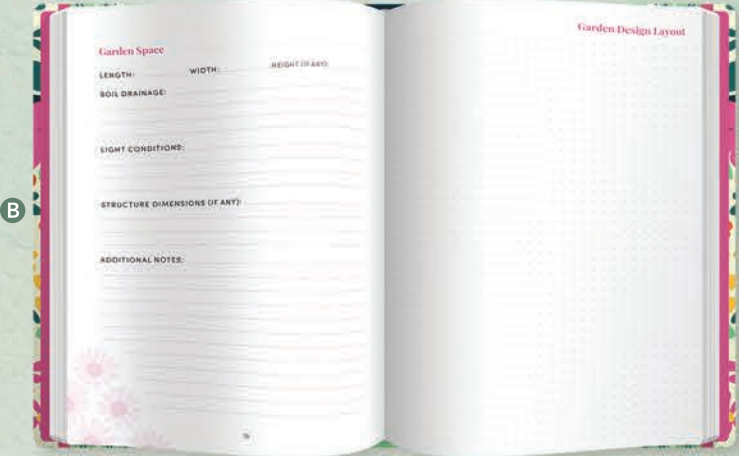 B
Garden Space
LENGTH: WIDTH: HEIGHT (IF ANY):
SOIL DRAINAGE:
LIGHT CONDITIONS:
STRUCTURE DIMENSIONS (IF ANY):
ADDITIONAL NOTES:
Garden Design Layout